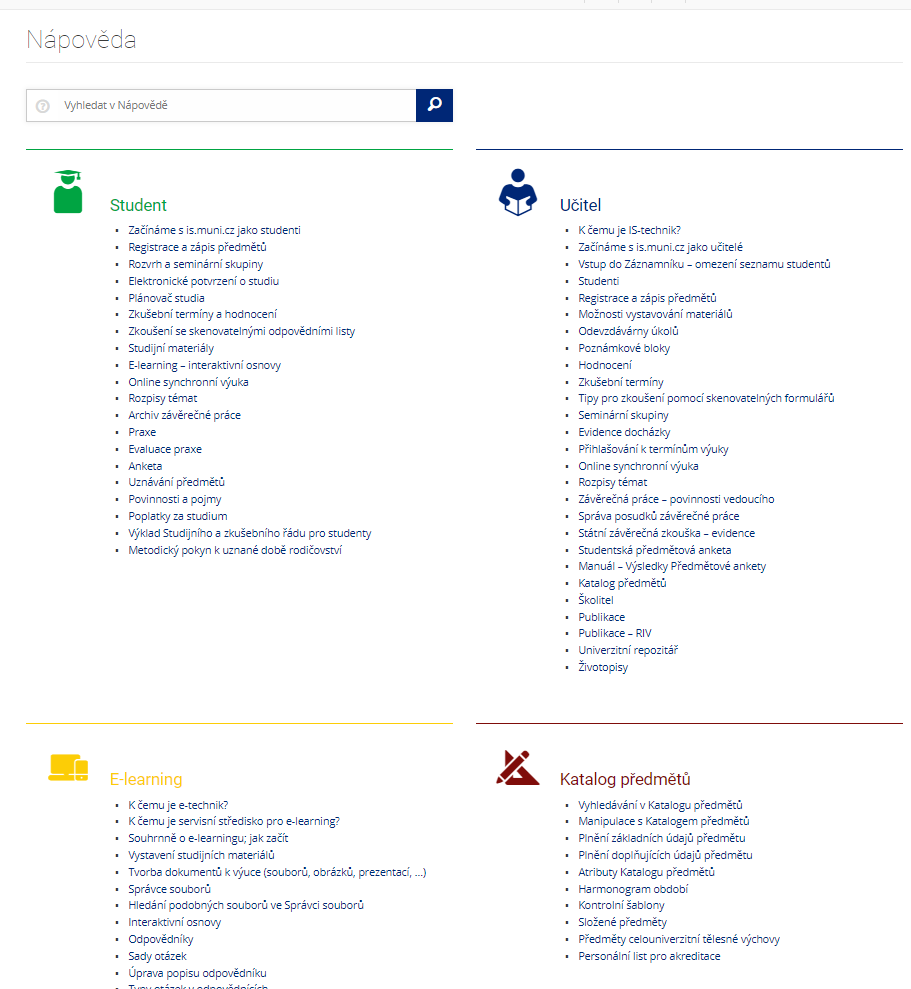 Nápověda
Vyhledat v Nápovědě
Student
Začínáme s is.muni.cz jako studenti
Registrace a zápis předmětů
Rozvrh a seminární skupiny
Elektronické potvrzení o studiu
Plánovač studia
Zkušební termíny a hodnocení
Zkoušení se skenovatelnými odpovědními listy
Studijní materiály
E-learning – interaktivní osnovy
Online synchronní výuka
Rozpisy témat
Archiv závěrečné práce
Praxe
Evaluace praxe
Anketa
Uznávání předmětů
Povinnosti a pojmy
Poplatky za studium
Výklad Studijního a zkušebního řádu pro studenty
Metodický pokyn k uznané době rodičovství
Učitel
K čemu je IS-technik?
Začínáme s is.muni.cz jako učitelé
Vstup do Záznamníku – omezení seznamu studentů
Studenti
Registrace a zápis předmětů
Možnosti vystavování materiálů
Odevzdávárny úkolů
Poznámkové bloky
Hodnocení
Zkušební termíny
Tipy pro zkoušení pomocí skenovatelných formulářů
Seminární skupiny
Evidence docházky
Přihlašování k termínům výuky
Online synchronní výuka
Rozpisy témat
Závěrečná práce – povinnosti vedoucího
Správa posudků závěrečné práce
Státní závěrečná zkouška – evidence
Studentská předmětová anketa
Manuál – Výsledky Předmětové ankety
Katalog předmětů
Školitel
Publikace
Publikace – RIV
Univerzitní repozitář
Životopisy
E-learning
K čemu je e-technik?
K čemu je servisní středisko pro e-learning?
Souhrnně o e-learningu; jak začít
Vystavení studijních materiálů
Tvorba dokumentů k výuce (souborů, obrázků, prezentací, ...)
Správce souborů
Hledání podobných souborů ve Správci souborů
Interaktivní osnovy
Odpovědníky
Sady otázek
Úprava popisu odpovědníku
Typy otázek v odpovědnících
Katalog předmětů
Vyhledávání v Katalogu předmětů
Manipulace s Katalogem předmětů
Plnění základních údajů předmětu
Plnění doplňujících údajů předmětu
Atributy Katalogu předmětů
Harmonogram období
Kontrolní šablony
Složené předměty
Předměty celouniverzitní tělesné výchovy
Personální list pro akreditace